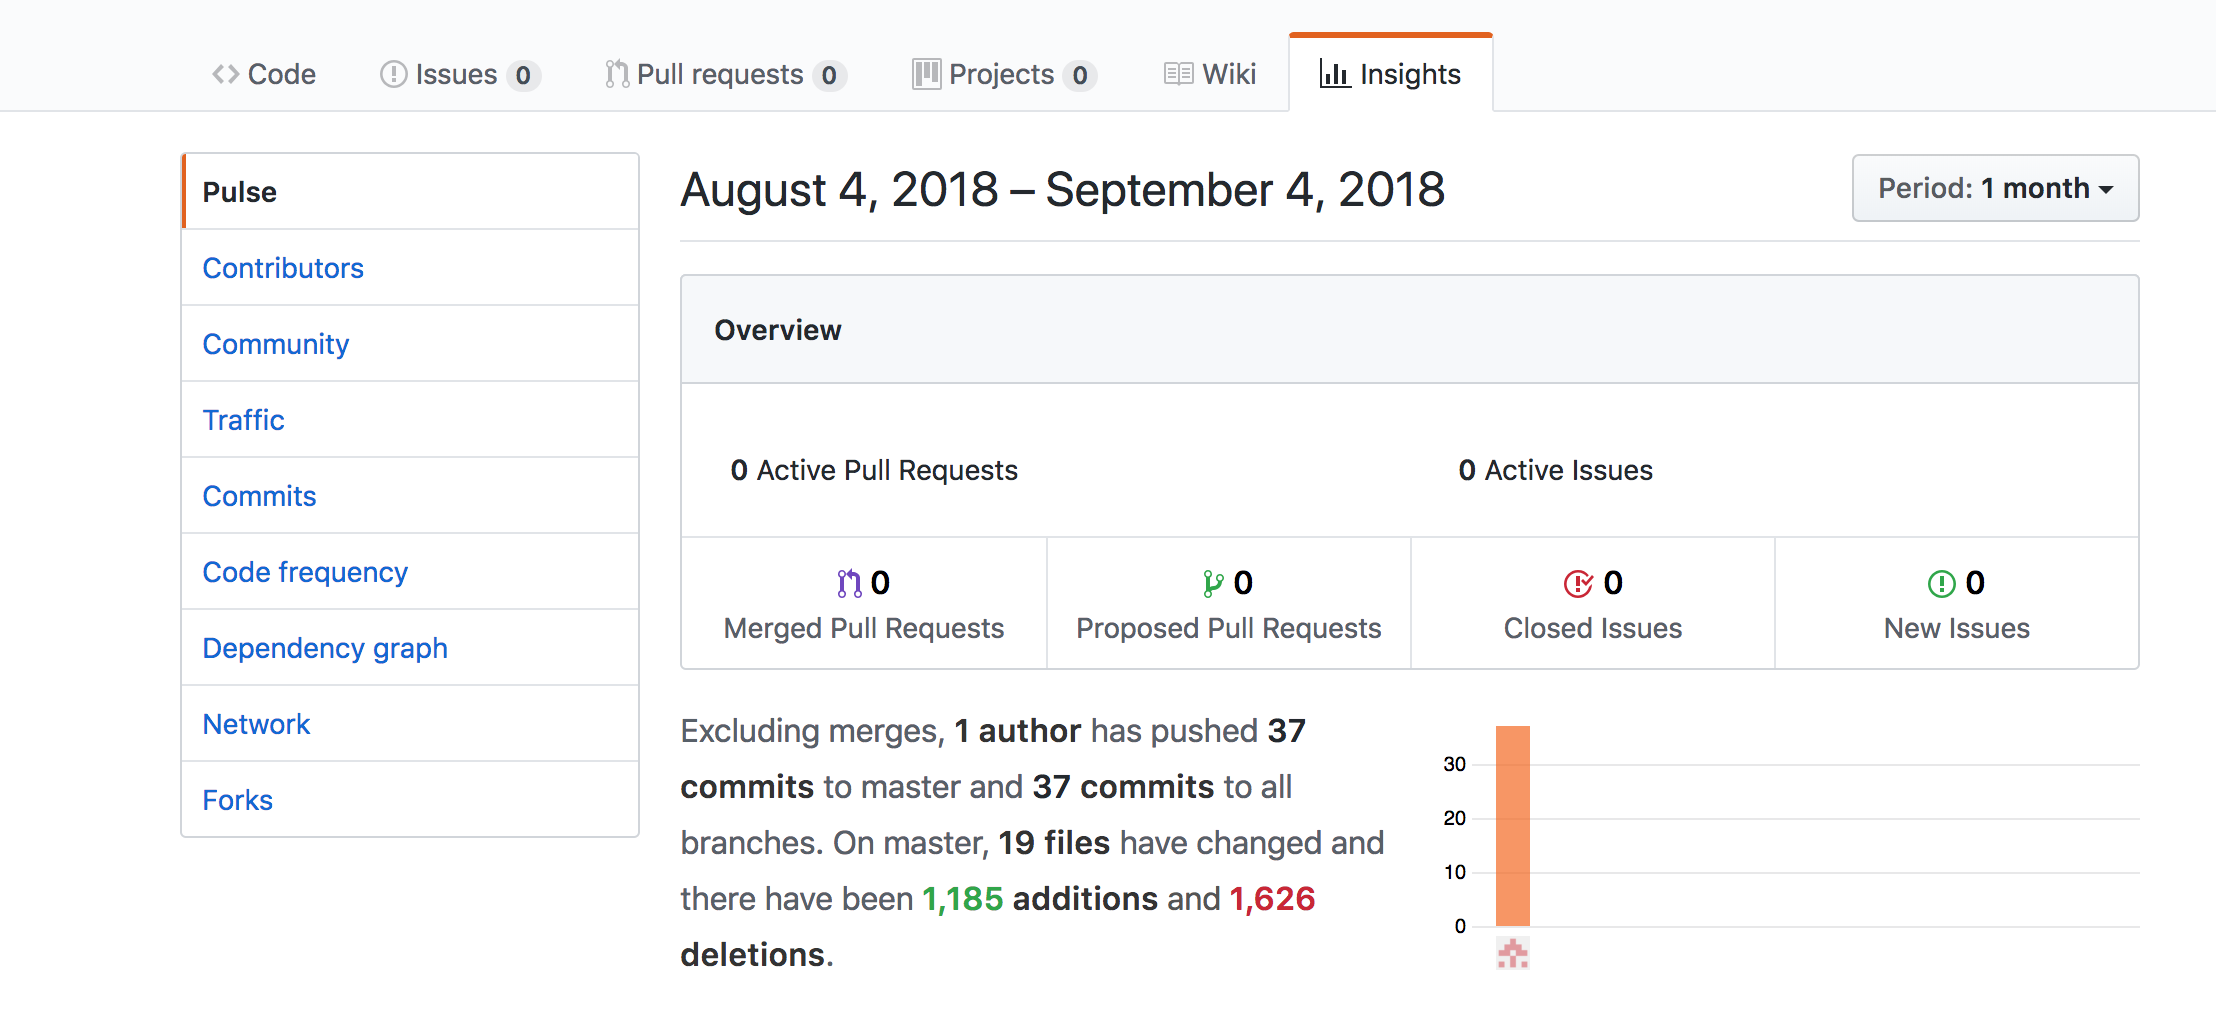 Code Issues 0 Pull requests 0 Projects 0 Wiki Insights
Pulse
Contributors
Community
Traffic
Commits
Code frequency
Dependency graph
Network
Forks
August 4, 2018 – September 4, 2018
Period: 1 month
Overview
0 Active Pull Requests
0 Active Issues
0
Merged Pull Requests
0
Proposed Pull Requests
0
Closed Issues
0
New Issues
Excluding merges, 1 author has pushed 37
commits to master and 37 commits to all
branches. On master, 19 files have changed and
there have been 1,185 additions and 1,626
deletions.
30
20
10
0